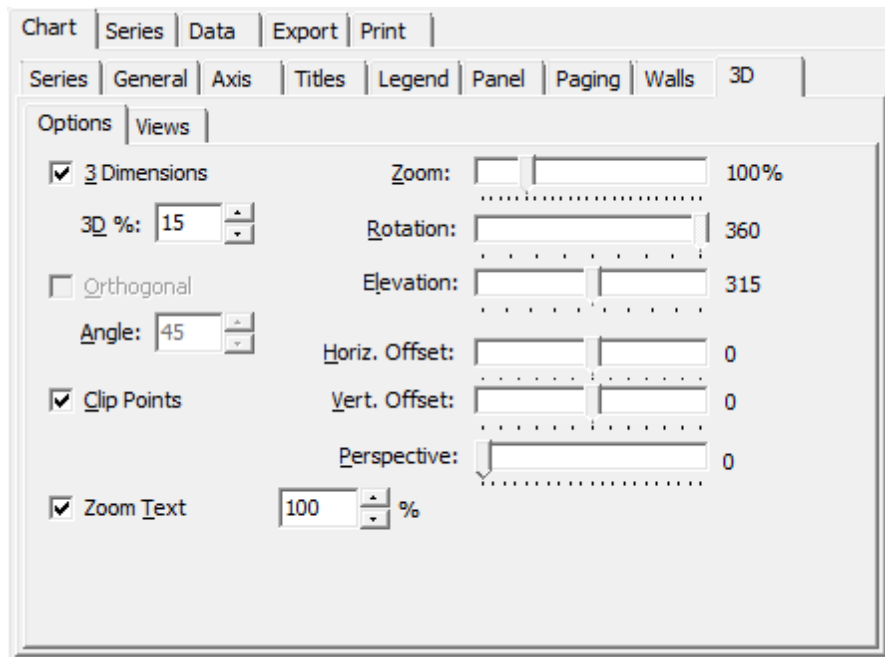 Chart Series Data Export Print
Series General Axis Titles Legend Panel Paging Walls 3D
Options Views
3 Dimensions Zoom: 100%
3D %: 15 Rotation: 360
Orthogonal Elevation: 315
Angle: 45 Horiz. Offset: 0
Clip Points Vert. Offset: 0
Perspective: 0
Zoom Text 100 %